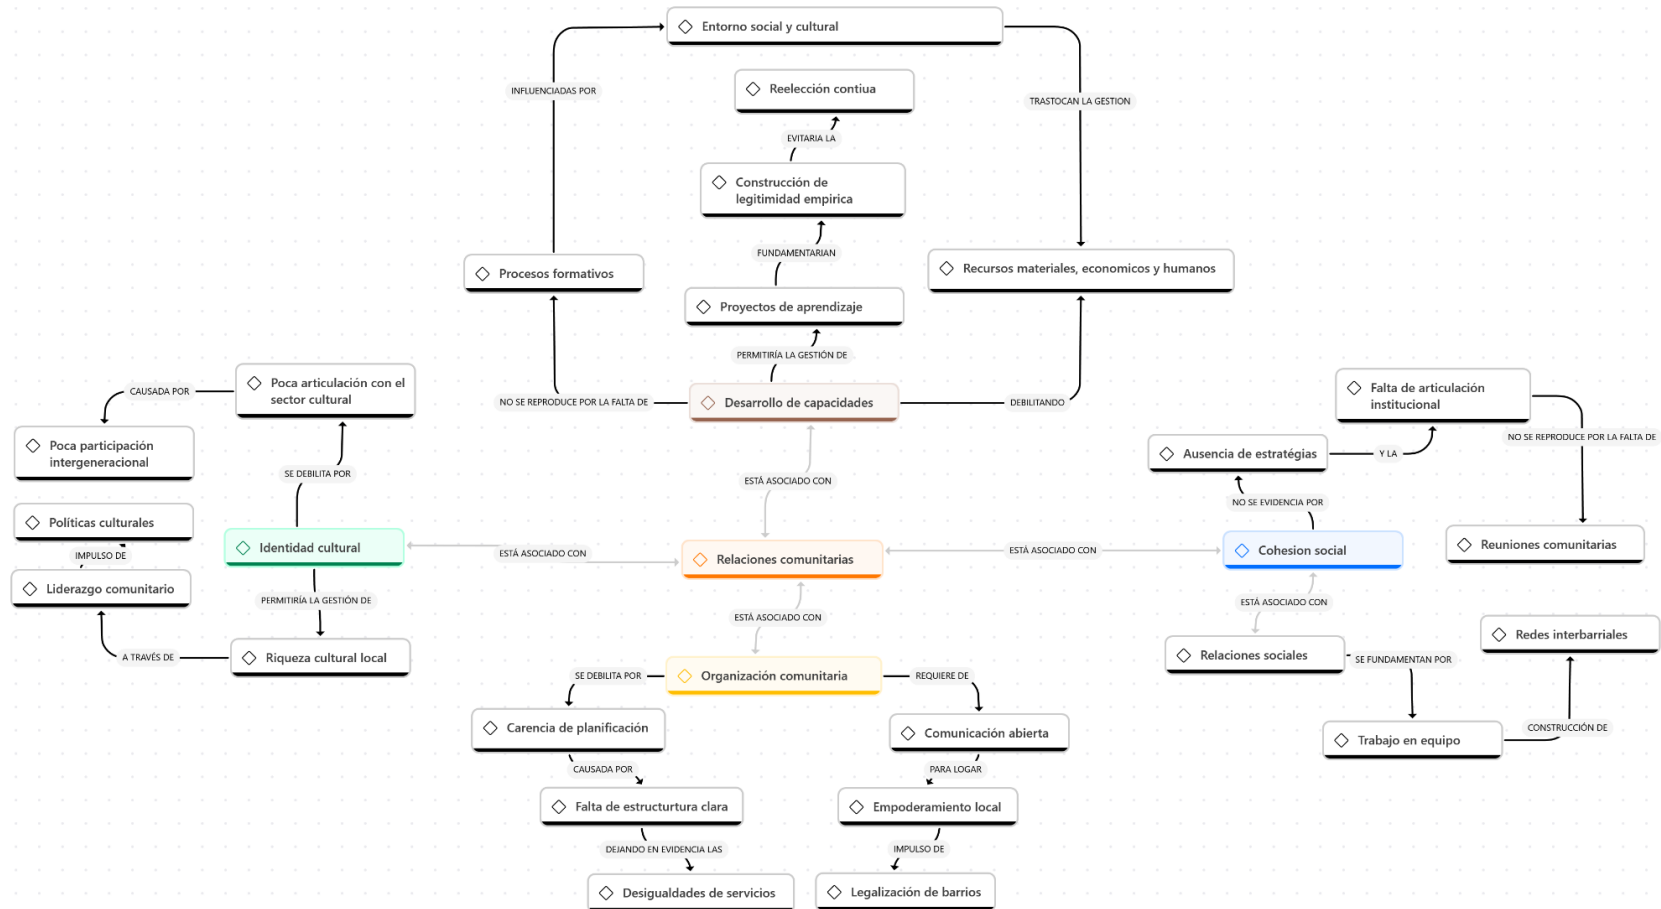 Entorno social y cultural
INFLUENCIADAS POR
Reelección contiua
TRASTOCAN LA GESTION
EVITARIA LA
Construcción de
legitimidad empirica
FUNDAMENTARIAN
Procesos formativos
Recursos materiales, economicos y humanos
Proyectos de aprendizaje
PERMITIRÍA LA GESTIÓN DE
Poca articulación con el
sector cultural
CAUSADA POR
NO SE REPRODUCE POR LA FALTA DE
Desarrollo de capacidades
DEBILITANDO
Falta de articulación
institucional
Poca participación
intergeneracional
NO SE REPRODUCE POR LA FALTA DE
Ausencia de estratégias
Y LA
SE DEBILITA POR
ESTÁ ASOCIADO CON
NO SE EVIDENCIA POR
Políticas culturales
IMPULSO DE
Identidad cultural
ESTÁ ASOCIADO CON
Relaciones comunitarias
ESTÁ ASOCIADO CON
Cohesion social
Reuniones comunitarias
Liderazgo comunitario
PERMITIRÍA LA GESTIÓN DE
ESTÁ ASOCIADO CON
ESTÁ ASOCIADO CON
A TRAVÉS DE
Riqueza cultural local
Relaciones sociales
SE FUNDAMENTAN POR
Redes interbarriales
SE DEBILITA POR
Organización comunitaria
REQUIERE DE
Carencia de planificación
Comunicación abierta
Trabajo en equipo
CONSTRUCCIÓN DE
CAUSADA POR
PARA LOGAR
Falta de estructurtura clara
Empoderamiento local
DEJANDO EN EVIDENCIA LAS
IMPULSO DE
Desigualdades de servicios
Legalización de barrios